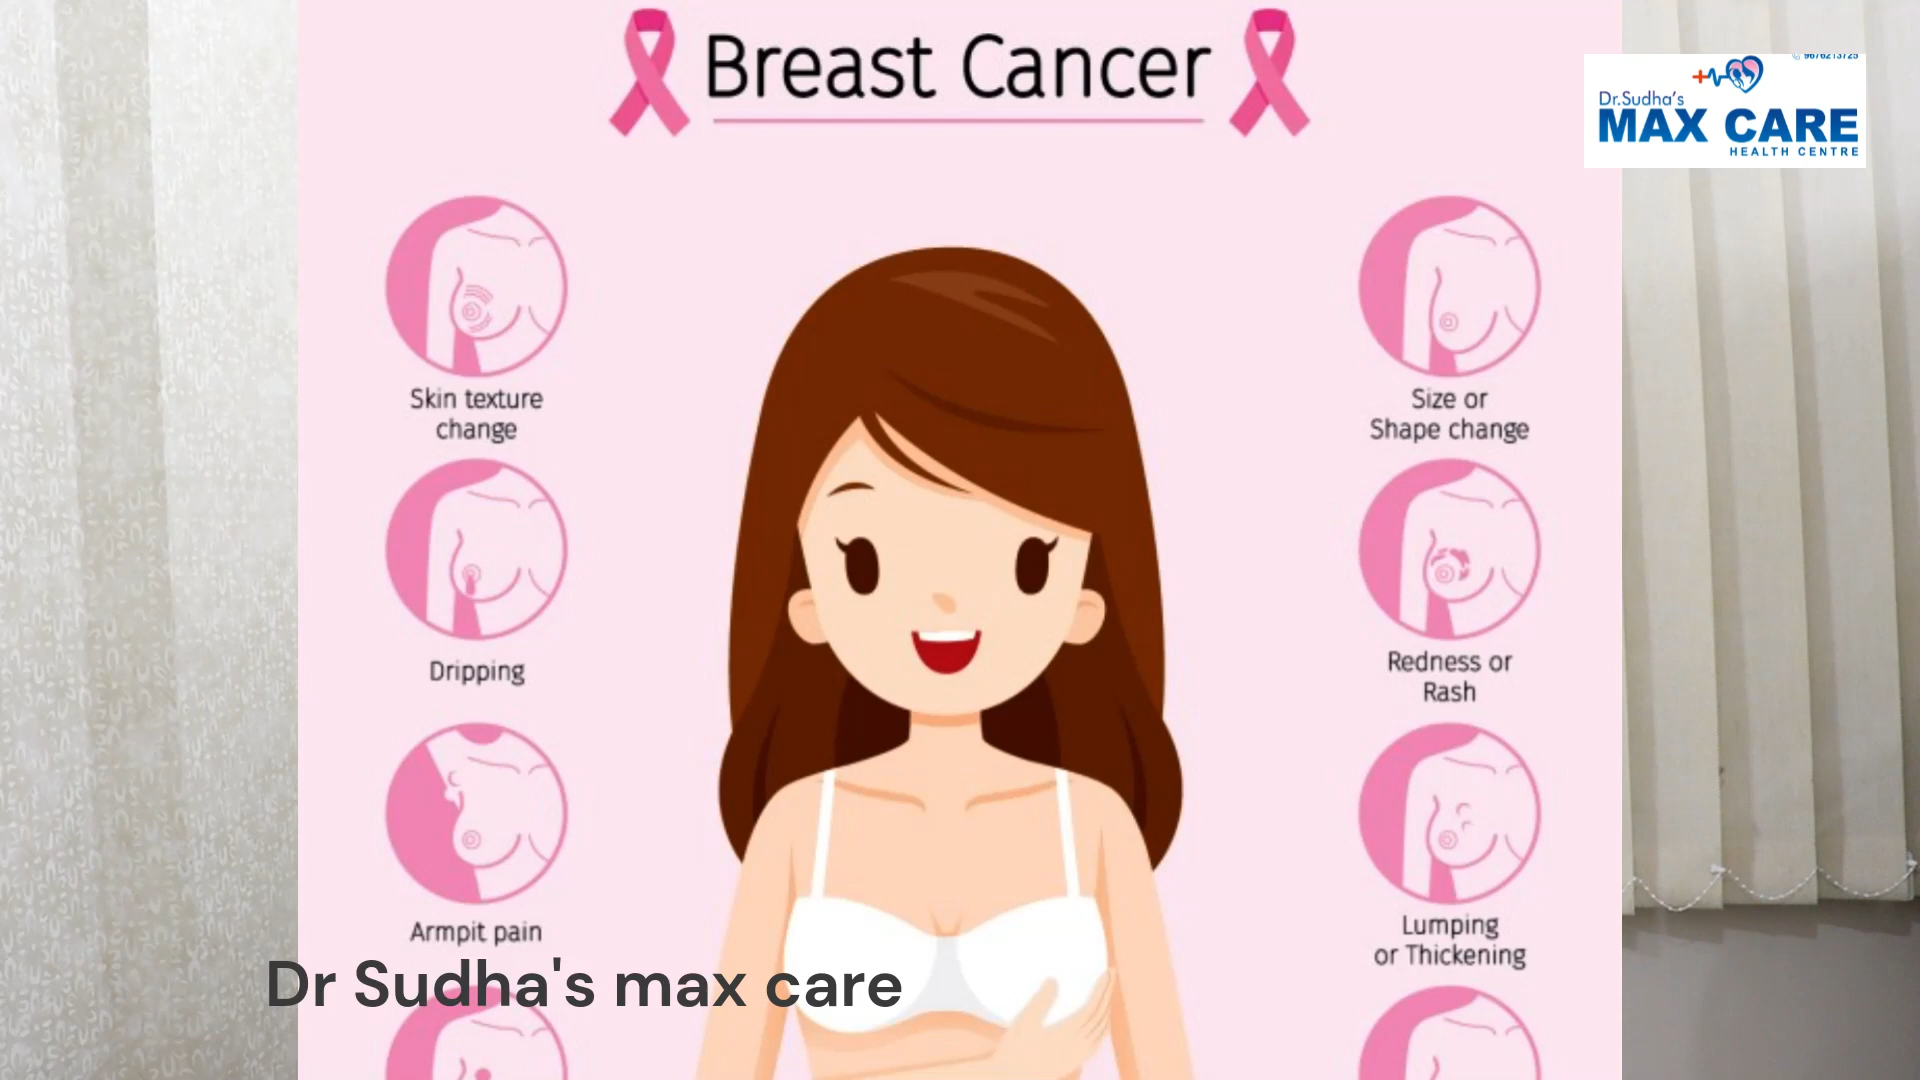 Breast Cancer
9676213725
Dr.Sudha's
MAX CARE
HEALTH CENTRE
Skin texture
change
Size or
Shape change
Dripping
Redness or
Rash
Armpit pain
Lumping
or Thickening
Dr Sudha's max care